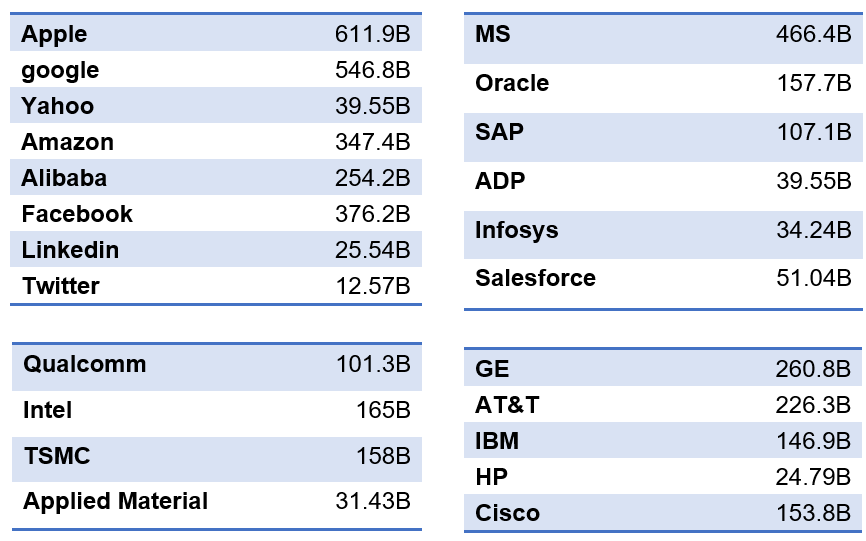 Apple 611.9B
google 546.8B
Yahoo 39.55B
Amazon 347.4B
Alibaba 254.2B
Facebook 376.2B
Linkedin 25.54B
Twitter 12.57B
MS 466.4B
Oracle 157.7B
SAP 107.1B
ADP 39.55B
Infosys 34.24B
Salesforce 51.04B
Qualcomm 101.3B
Intel 165B
TSMC 158B
Applied Material 31.43B
GE 260.8B
AT&T 226.3B
IBM 146.9B
HP 24.79B
Cisco 153.8B